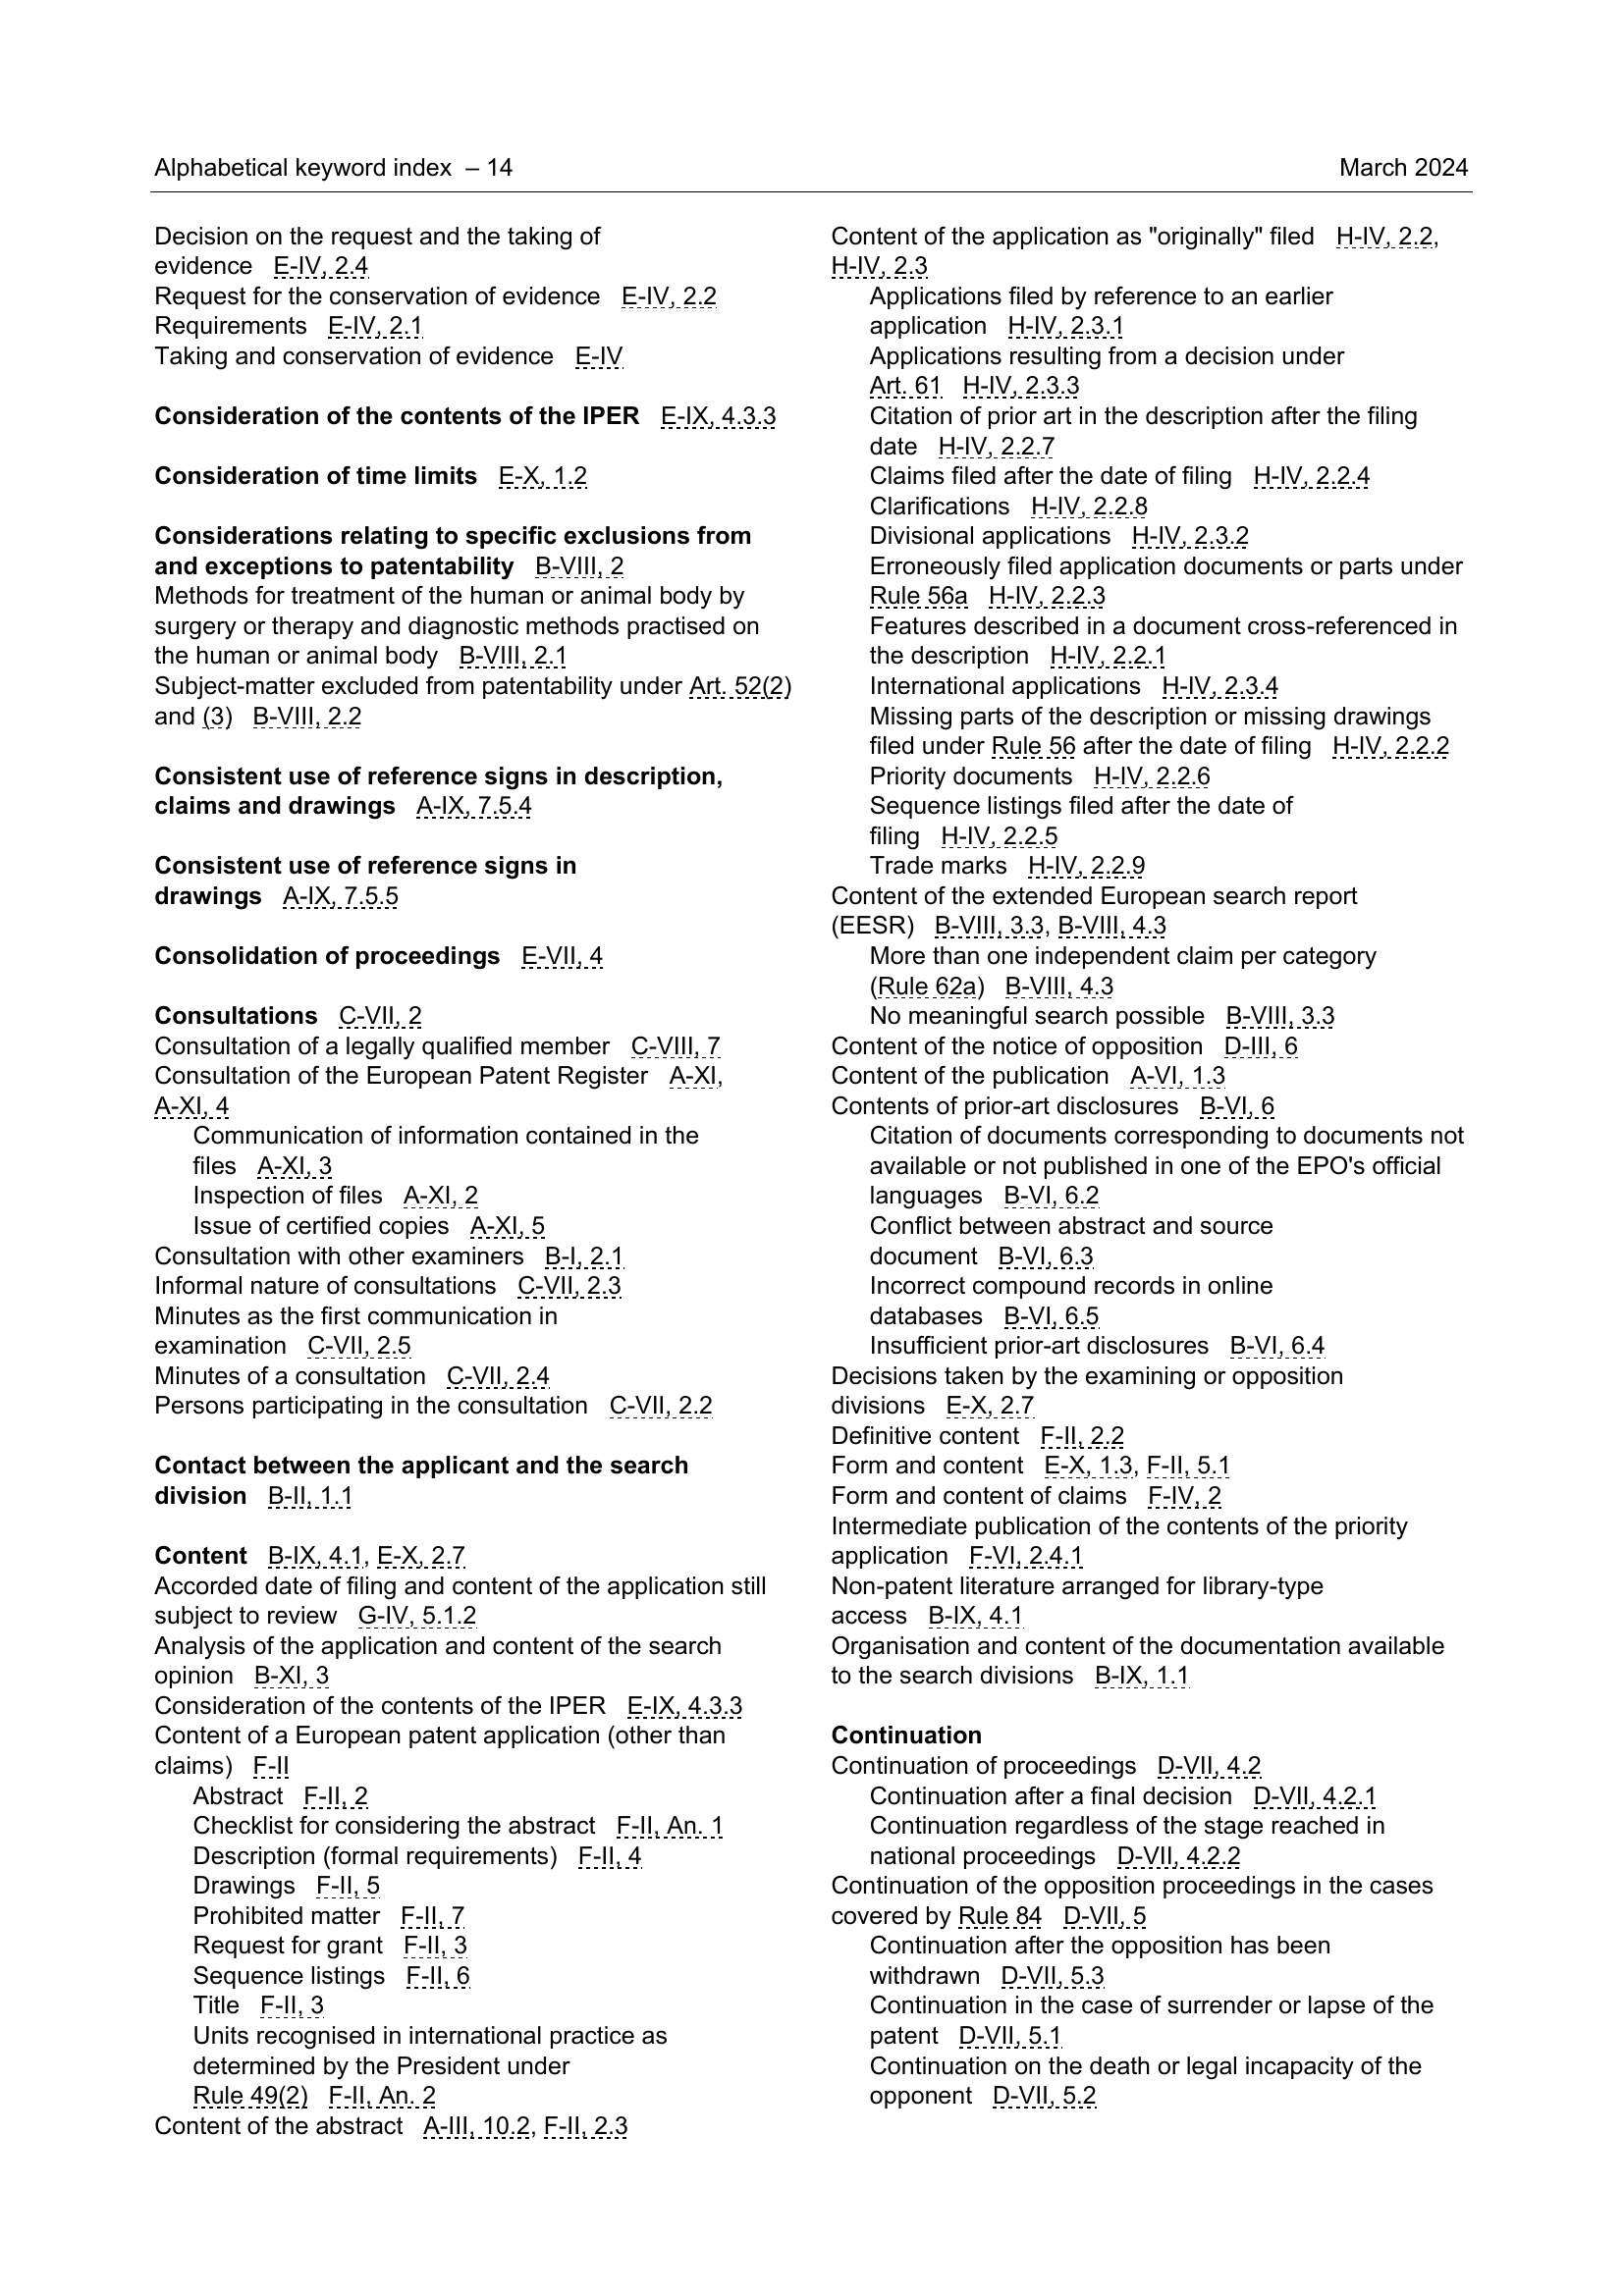 Alphabetical keyword index – 14 March 2024
Decision on the request and the taking of
evidence E-IV, 2.4
Request for the conservation of evidence E-IV, 2.2
Requirements E-IV, 2.1
Taking and conservation of evidence E-IV
Consideration of the contents of the IPER E-IX, 4.3.3
Consideration of time limits E-X, 1.2
Considerations relating to specific exclusions from
and exceptions to patentability B-VIII, 2
Methods for treatment of the human or animal body by
surgery or therapy and diagnostic methods practised on
the human or animal body B-VIII, 2.1
Subject-matter excluded from patentability under Art. 52(2)
and (3) B-VIII, 2.2
Consistent use of reference signs in description,
claims and drawings A-IX, 7.5.4
Consistent use of reference signs in
drawings A-IX, 7.5.5
Consolidation of proceedings E-VII, 4
Consultations C-VII, 2
Consultation of a legally qualified member C-VIII, 7
Consultation of the European Patent Register A-XI,
A-XI, 4
Communication of information contained in the
files A-XI, 3
Inspection of files A-XI, 2
Issue of certified copies A-XI, 5
Consultation with other examiners B-I, 2.1
Informal nature of consultations C-VII, 2.3
Minutes as the first communication in
examination C-VII, 2.5
Minutes of a consultation C-VII, 2.4
Persons participating in the consultation C-VII, 2.2
Contact between the applicant and the search
division B-II, 1.1
Content B-IX, 4.1, E-X, 2.7
Accorded date of filing and content of the application still
subject to review G-IV, 5.1.2
Analysis of the application and content of the search
opinion B-XI, 3
Consideration of the contents of the IPER E-IX, 4.3.3
Content of a European patent application (other than
claims) F-II
Abstract F-II, 2
Checklist for considering the abstract F-II, An. 1
Description (formal requirements) F-II, 4
Drawings F-II, 5
Prohibited matter F-II, 7
Request for grant F-II, 3
Sequence listings F-II, 6
Title F-II, 3
Units recognised in international practice as
determined by the President under
Rule 49(2) F-II, An. 2
Content of the abstract A-III, 10.2, F-II, 2.3
Content of the application as "originally" filed H-IV, 2.2,
H-IV, 2.3
Applications filed by reference to an earlier
application H-IV, 2.3.1
Applications resulting from a decision under
Art. 61 H-IV, 2.3.3
Citation of prior art in the description after the filing
date H-IV, 2.2.7
Claims filed after the date of filing H-IV, 2.2.4
Clarifications H-IV, 2.2.8
Divisional applications H-IV, 2.3.2
Erroneously filed application documents or parts under
Rule 56a H-IV, 2.2.3
Features described in a document cross-referenced in
the description H-IV, 2.2.1
International applications H-IV, 2.3.4
Missing parts of the description or missing drawings
filed under Rule 56 after the date of filing H-IV, 2.2.2
Priority documents H-IV, 2.2.6
Sequence listings filed after the date of
filing H-IV, 2.2.5
Trade marks H-IV, 2.2.9
Content of the extended European search report
(EESR) B-VIII, 3.3, B-VIII, 4.3
More than one independent claim per category
(Rule 62a) B-VIII, 4.3
No meaningful search possible B-VIII, 3.3
Content of the notice of opposition D-III, 6
Content of the publication A-VI, 1.3
Contents of prior-art disclosures B-VI, 6
Citation of documents corresponding to documents not
available or not published in one of the EPO's official
languages B-VI, 6.2
Conflict between abstract and source
document B-VI, 6.3
Incorrect compound records in online
databases B-VI, 6.5
Insufficient prior-art disclosures B-VI, 6.4
Decisions taken by the examining or opposition
divisions E-X, 2.7
Definitive content F-II, 2.2
Form and content E-X, 1.3, F-II, 5.1
Form and content of claims F-IV, 2
Intermediate publication of the contents of the priority
application F-VI, 2.4.1
Non-patent literature arranged for library-type
access B-IX, 4.1
Organisation and content of the documentation available
to the search divisions B-IX, 1.1
Continuation
Continuation of proceedings D-VII, 4.2
Continuation after a final decision D-VII, 4.2.1
Continuation regardless of the stage reached in
national proceedings D-VII, 4.2.2
Continuation of the opposition proceedings in the cases
covered by Rule 84 D-VII, 5
Continuation after the opposition has been
withdrawn D-VII, 5.3
Continuation in the case of surrender or lapse of the
patent D-VII, 5.1
Continuation on the death or legal incapacity of the
opponent D-VII, 5.2